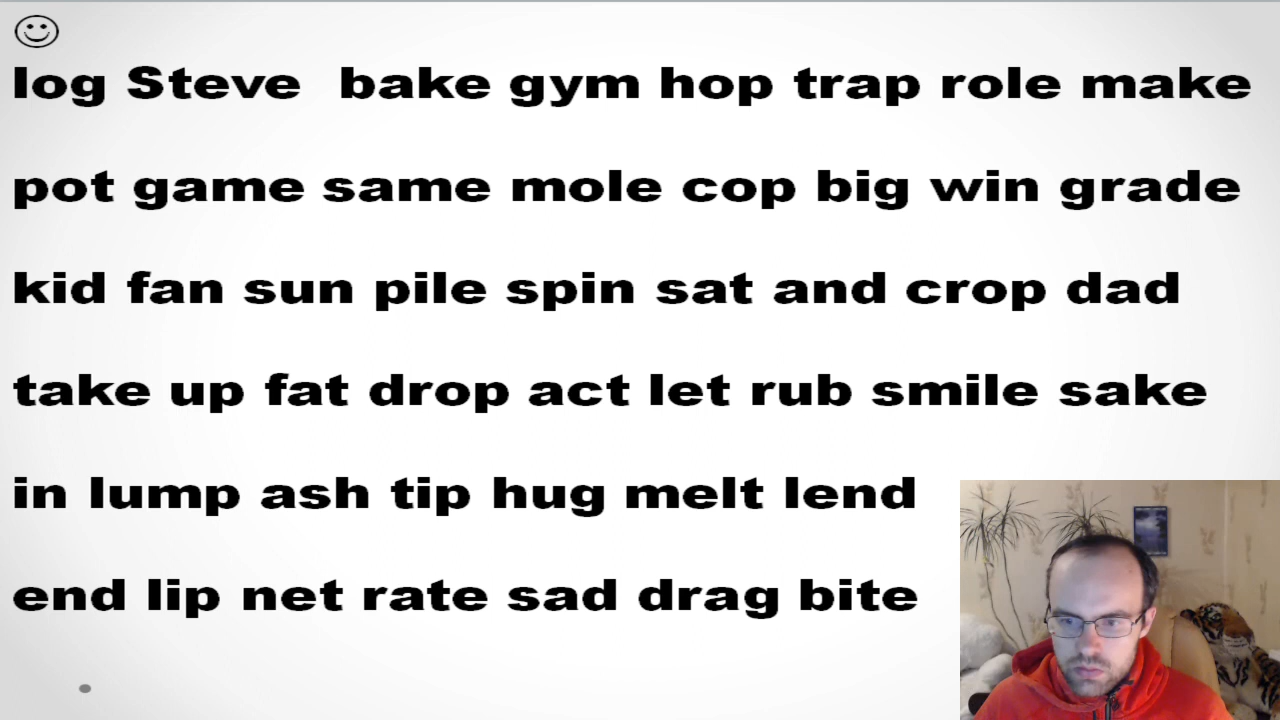 log Steve  bake gym hop trap role make
pot game same mole cop big win grade
kid fan sun pile spin sat and crop dad
take up fat drop act let rub smile sake
in lump ash tip hug melt lend
end lip net rate sad drag bite